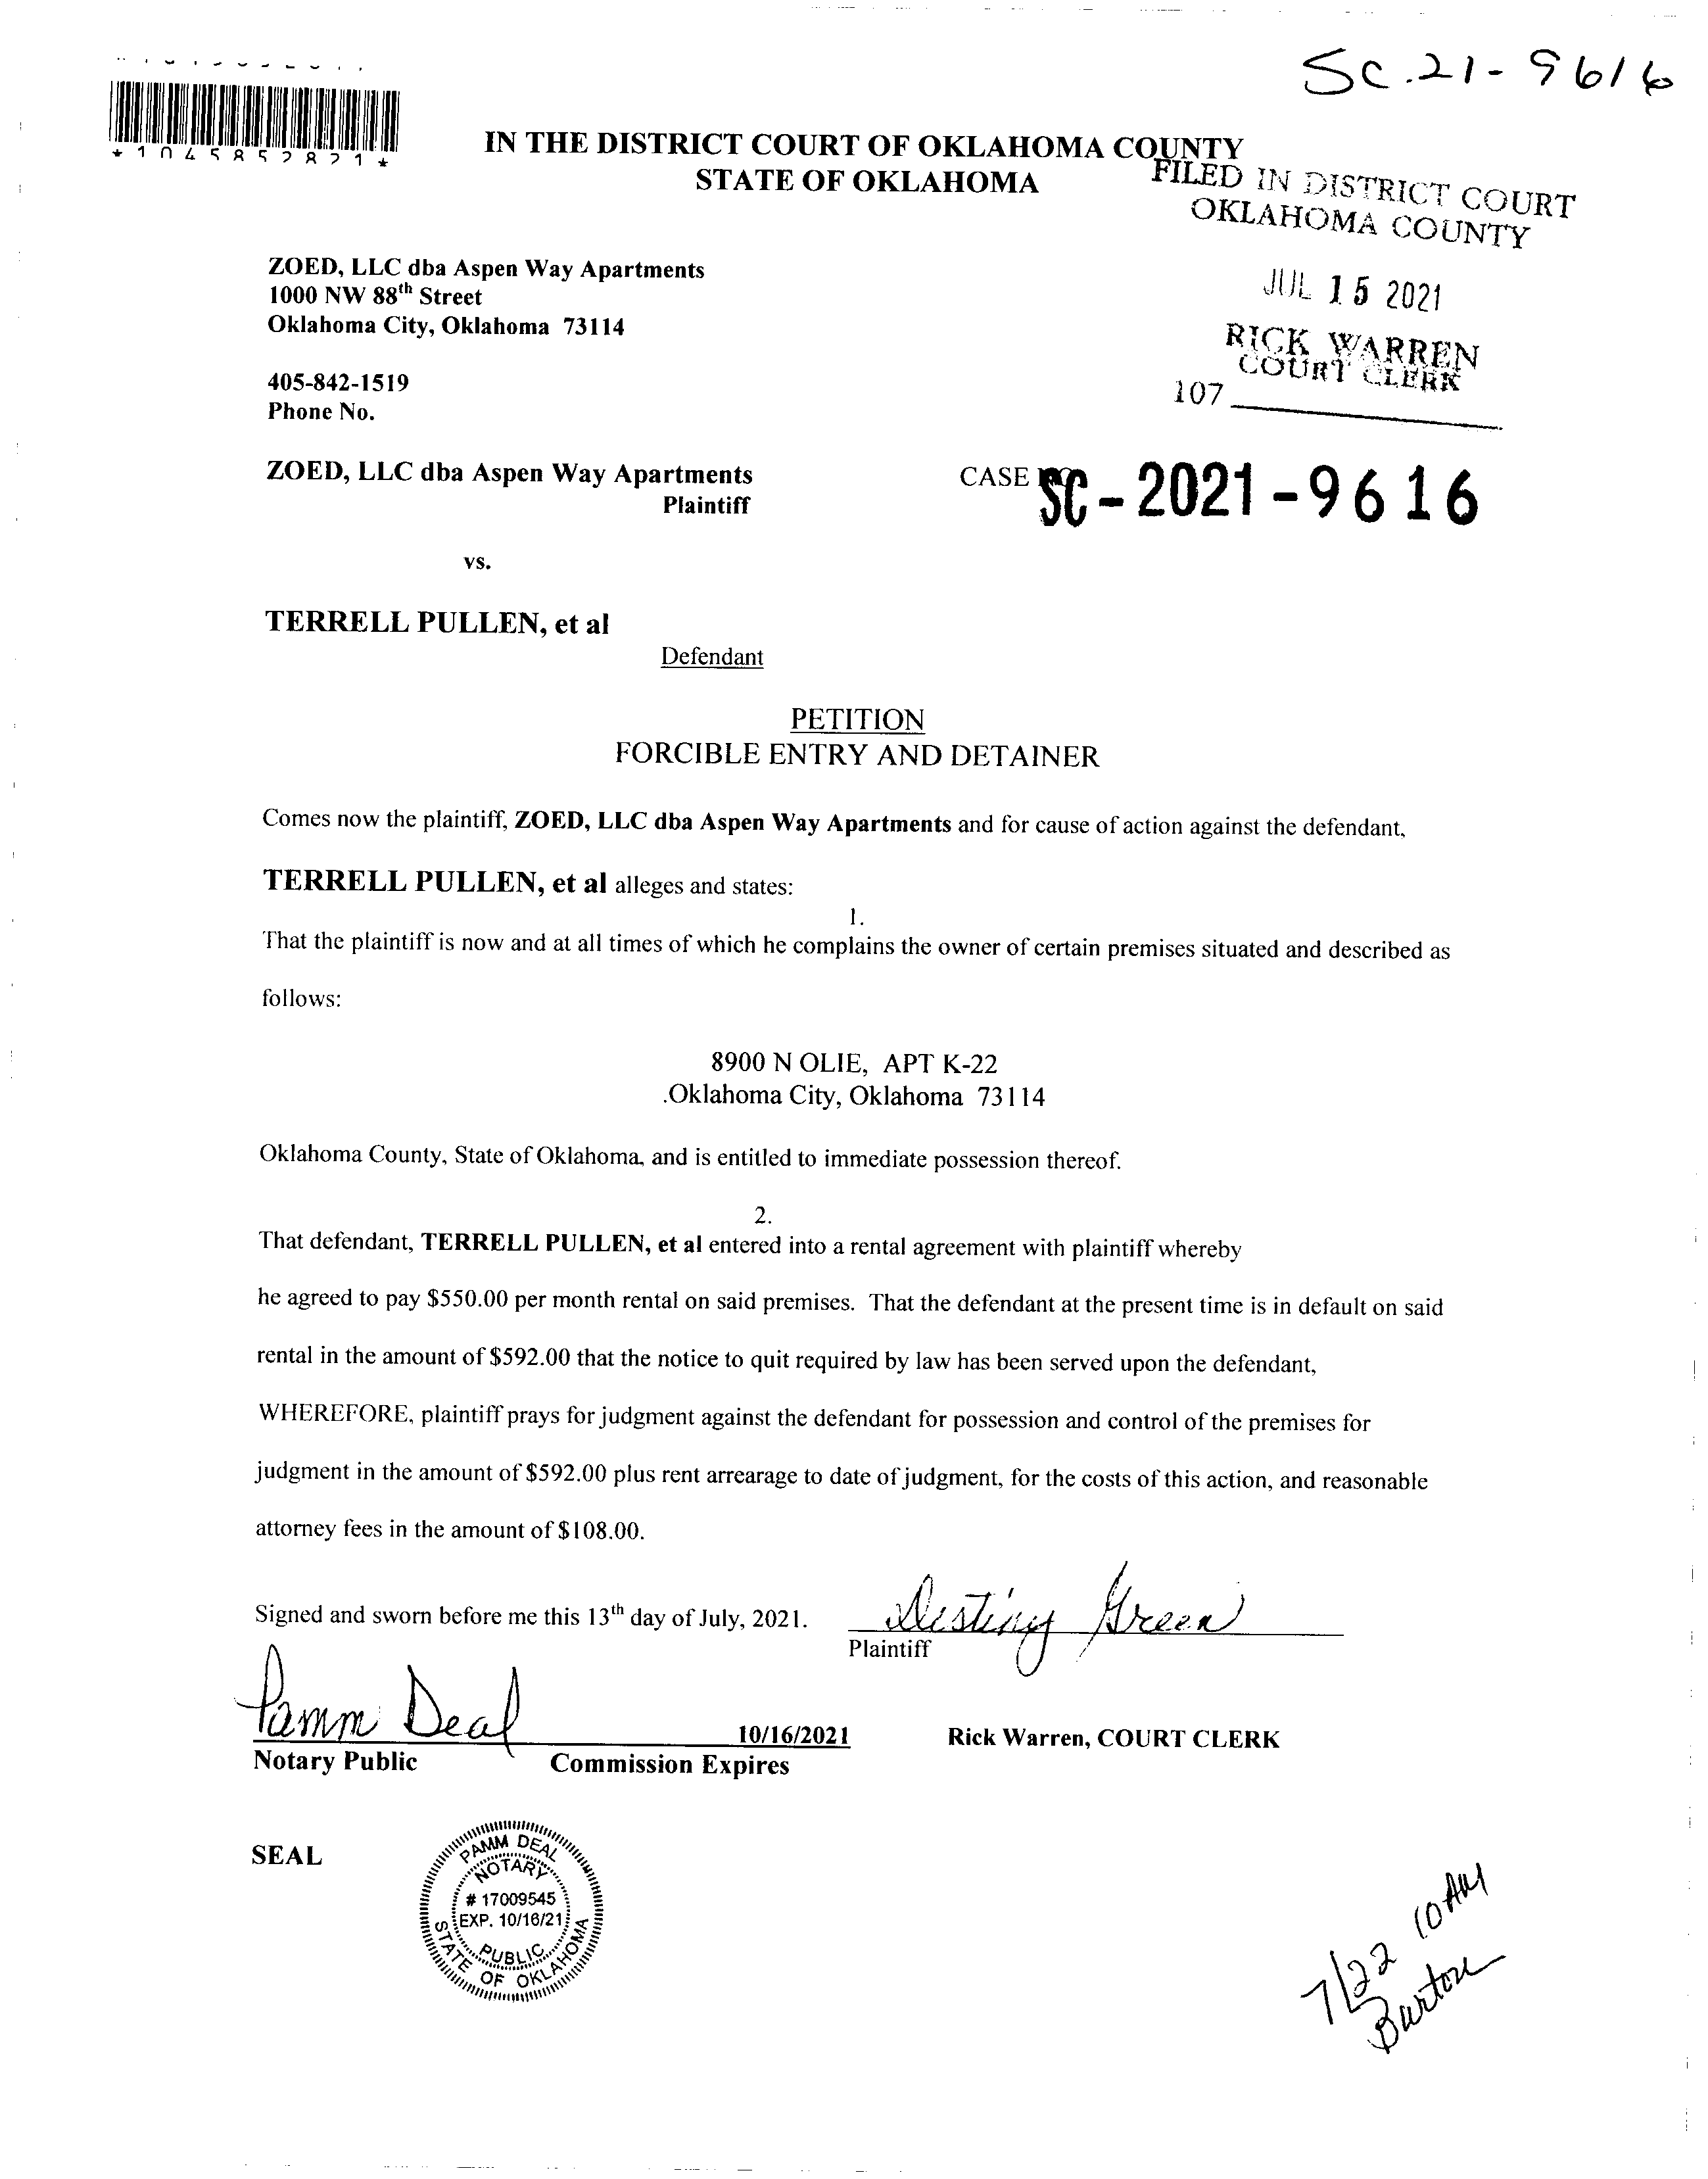 SC.21-9616
*1045852821*
IN THE DISTRICT COURT OF OKLAHOMA COUNTY
STATE OF OKLAHOMA
FILED IN DISTRICT COURT
OKLAHOMA COUNTY
JUL 15 2021
RICK WARREN
COURT CLERK
107
ZOED, LLC dba Aspen Way Apartments
1000 NW 88th Street
Oklahoma City, Oklahoma 73114
405-842-1519
Phone No.
ZOED, LLC dba Aspen Way Apartments
Plaintiff
CASE SC-2021-9616
vs.
TERRELL PULLEN, et al
Defendant
PETITION
FORCIBLE ENTRY AND DETAINER
Comes now the plaintiff, ZOED, LLC dba Aspen Way Apartments and for cause of action against the defendant,
TERRELL PULLEN, et al alleges and states:
1.
That the plaintiff is now and at all times of which he complains the owner of certain premises situated and described as
follows:
8900 N OLIE, APT K-22
.Oklahoma City, Oklahoma 73114
Oklahoma County, State of Oklahoma, and is entitled to immediate possession thereof.
2.
That defendant, TERRELL PULLEN, et al entered into a rental agreement with plaintiff whereby
he agreed to pay $550.00 per month rental on said premises. That the defendant at the present time is in default on said
rental in the amount of $592.00 that the notice to quit required by law has been served upon the defendant,
WHEREFORE, plaintiff prays for judgment against the defendant for possession and control of the premises for
judgment in the amount of $592.00 plus rent arrearage to date of judgment, for the costs of this action, and reasonable
attorney fees in the amount of $108.00.
Signed and sworn before me this 13th day of July, 2021.
Destiny Green
Plaintiff
Pamm Deal
10/16/2021
Notary Public Commission Expires
Rick Warren, COURT CLERK
SEAL
PAMM DEAL
NOTARY
# 17009545
EXP. 10/16/21
PUBLIC
STATE OF OKLAHOMA
7/22 10 AM
Burton